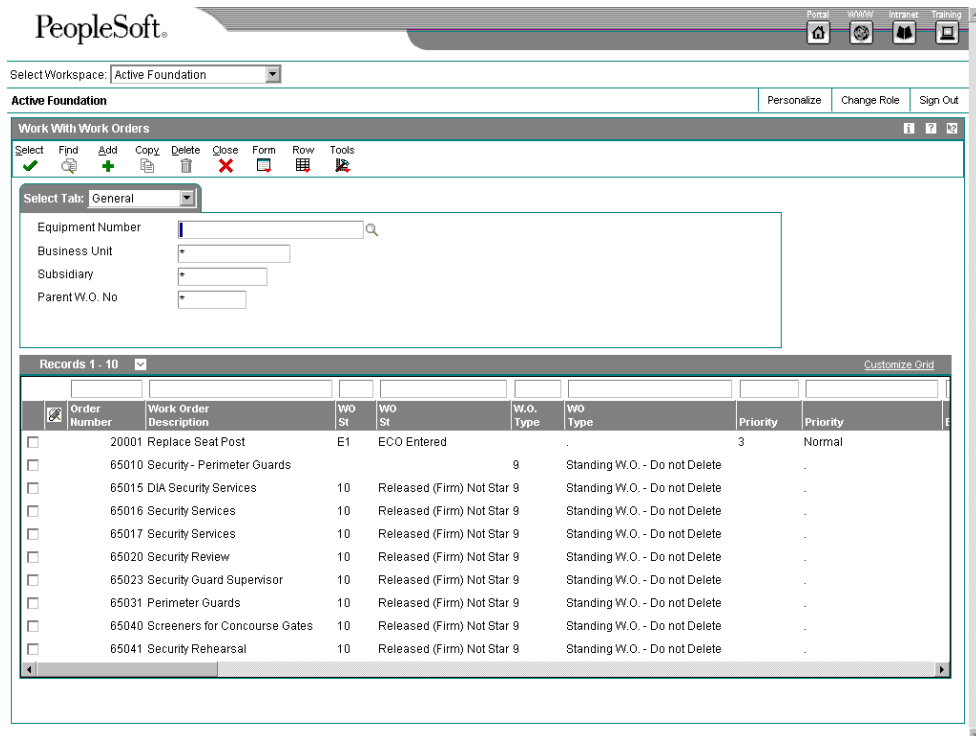 Portal WWW Intranet Training
PeopleSoft.
Select Workspace: Active Foundation
Active Foundation Personalize Change Role Sign Out
Work With Work Orders
Select Find Add Copy Delete Close Form Row Tools
Select Tab: General
Equipment Number
Business Unit *
Subsidiary *
Parent W.O. No *
Records 1 - 10 Customize Grid
Order Number Work Order Description WO St WO St W.O. Type WO Type Priority Priority
20001 Replace Seat Post E1 ECO Entered . 3 Normal
65010 Security - Perimeter Guards 9 Standing W.O. - Do not Delete .
65015 DIA Security Services 10 Released (Firm) Not Star 9 Standing W.O. - Do not Delete .
65016 Security Services 10 Released (Firm) Not Star 9 Standing W.O. - Do not Delete .
65017 Security Services 10 Released (Firm) Not Star 9 Standing W.O. - Do not Delete .
65020 Security Review 10 Released (Firm) Not Star 9 Standing W.O. - Do not Delete .
65023 Security Guard Supervisor 10 Released (Firm) Not Star 9 Standing W.O. - Do not Delete .
65031 Perimeter Guards 10 Released (Firm) Not Star 9 Standing W.O. - Do not Delete .
65040 Screeners for Concourse Gates 10 Released (Firm) Not Star 9 Standing W.O. - Do not Delete .
65041 Security Rehearsal 10 Released (Firm) Not Star 9 Standing W.O. - Do not Delete .